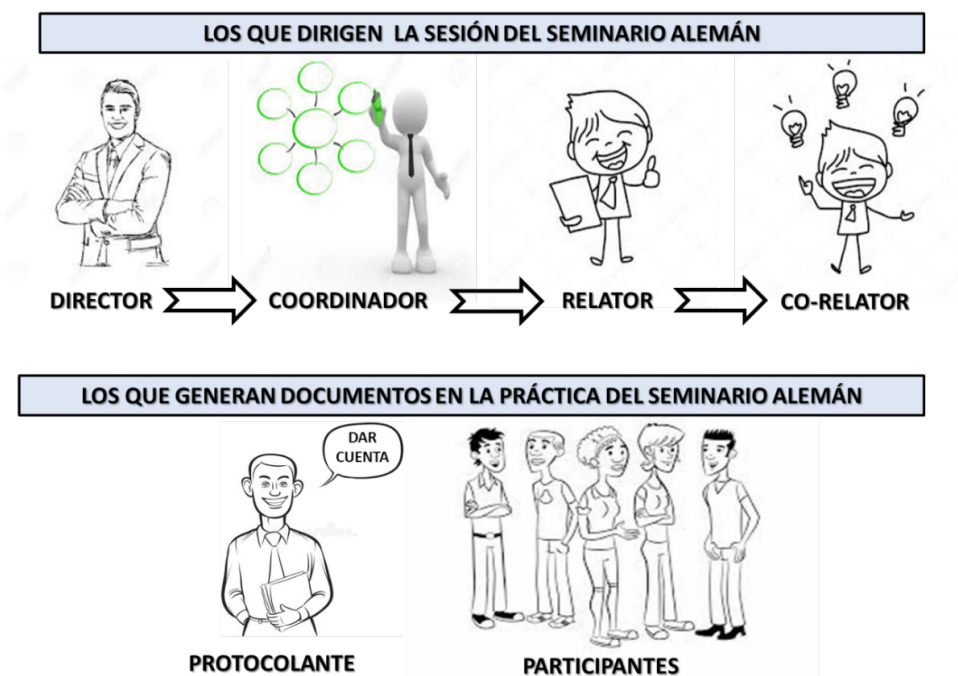 LOS QUE DIRIGEN LA SESIÓN DEL SEMINARIO ALEMÁN
DIRECTOR
COORDINADOR
RELATOR
CO-RELATOR
LOS QUE GENERAN DOCUMENTOS EN LA PRÁCTICA DEL SEMINARIO ALEMÁN
DAR
CUENTA
PROTOCOLANTE
PARTICIPANTES